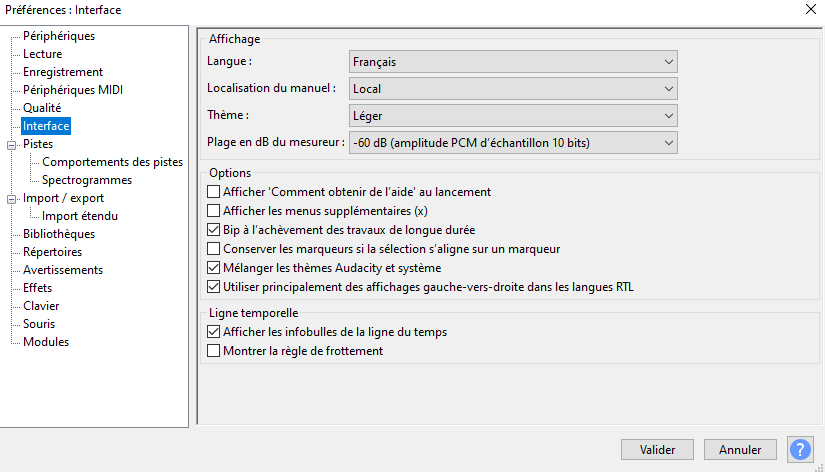 Préférences : Interface
Périphériques
Lecture
Enregistrement
Périphériques MIDI
Qualité
Interface
Pistes
Comportements des pistes
Spectrogrammes
Import / export
Import étendu
Bibliothèques
Répertoires
Avertissements
Effets
Clavier
Souris
Modules
Affichage
Langue :
Français
Localisation du manuel :
Local
Thème :
Léger
Plage en dB du mesureur :
-60 dB (amplitude PCM d'échantillon 10 bits)
Options
Afficher 'Comment obtenir de l'aide' au lancement
Afficher les menus supplémentaires (x)
Bip à l'achèvement des travaux de longue durée
Conserver les marqueurs si la sélection s'aligne sur un marqueur
Mélanger les thèmes Audacity et système
Utiliser principalement des affichages gauche-vers-droite dans les langues RTL
Ligne temporelle
Afficher les infobulles de la ligne du temps
Montrer la règle de frottement
Valider
Annuler
?